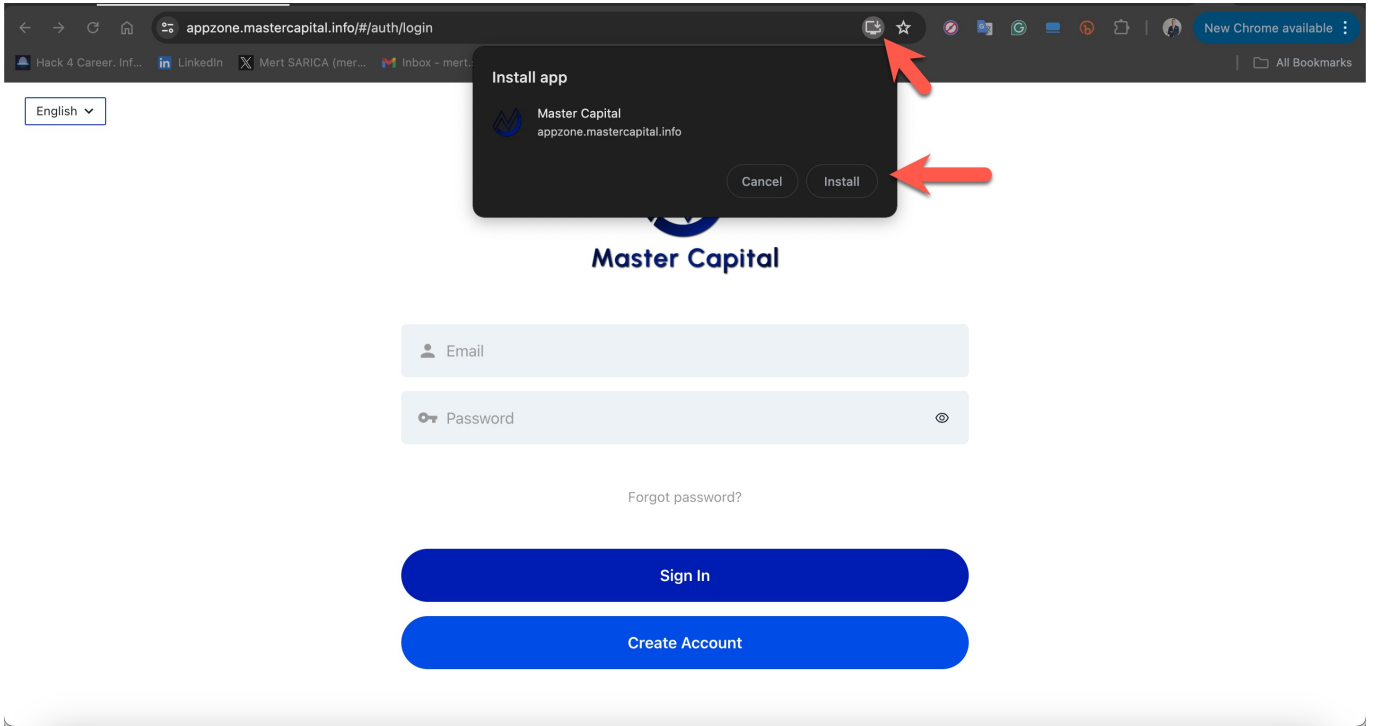 appzone.mastercapital.info/#/auth/login
New Chrome available
Hack 4 Career. Inf...
LinkedIn
Mert SARICA (mer...
Inbox - mert.
All Bookmarks
English
Install app
Master Capital
appzone.mastercapital.info
Cancel
Install
Master Capital
Email
Password
Forgot password?
Sign In
Create Account